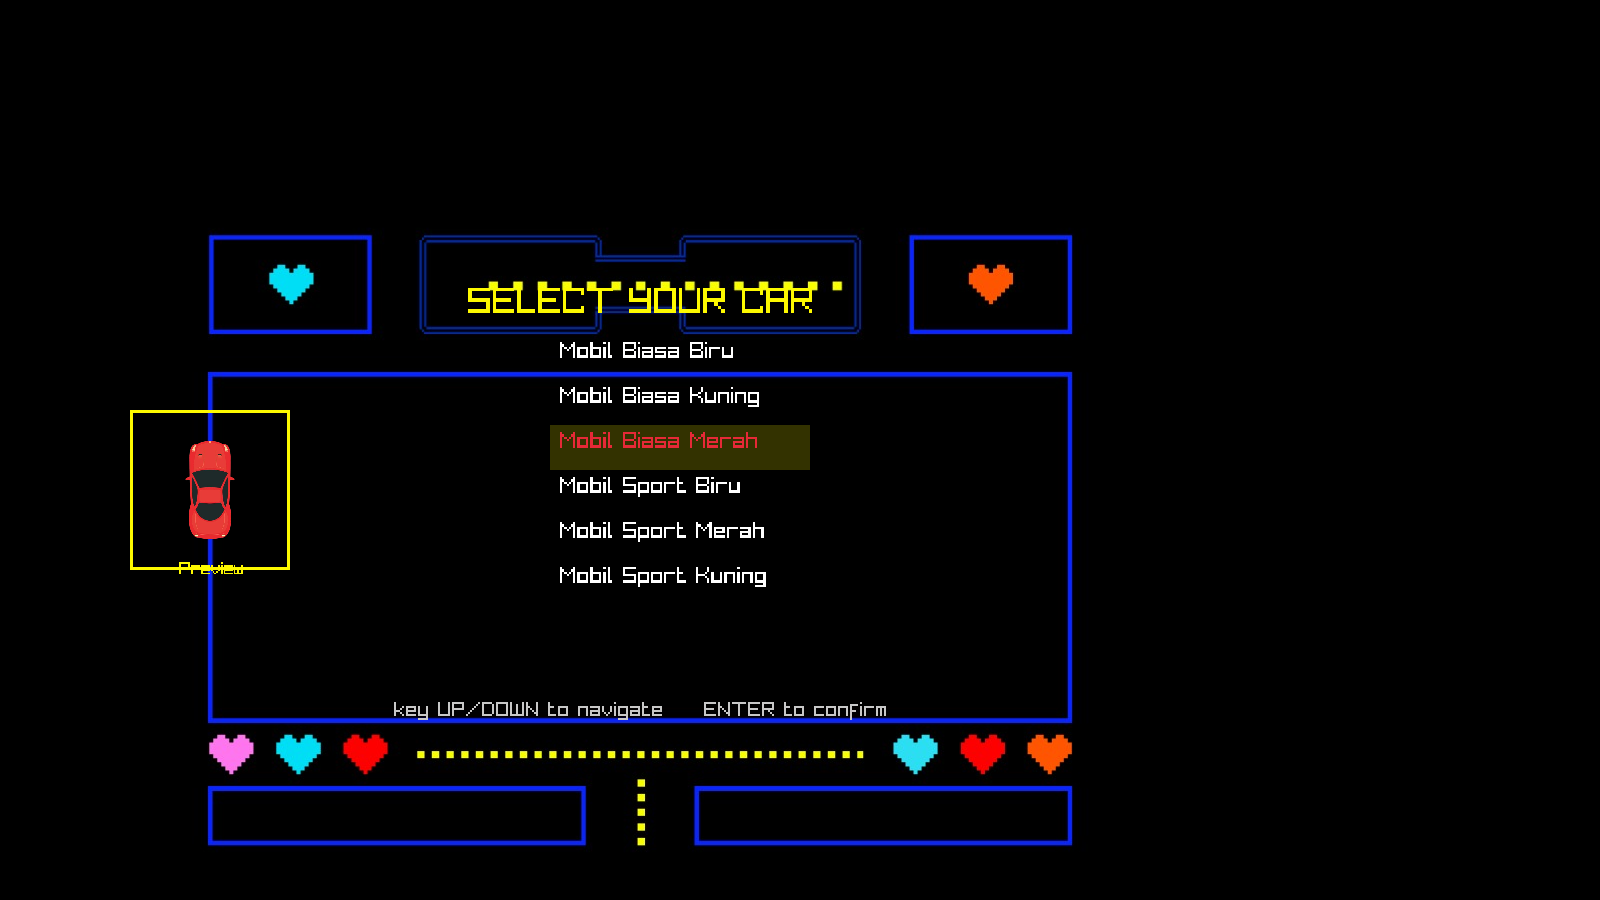 SELECT YOUR CAR
Mobil Biasa Biru
Mobil Biasa Kuning
Mobil Biasa Merah
Mobil Sport Biru
Mobil Sport Merah
Mobil Sport Kuning
Preview
key UP/DOWN to navigate ENTER to confirm